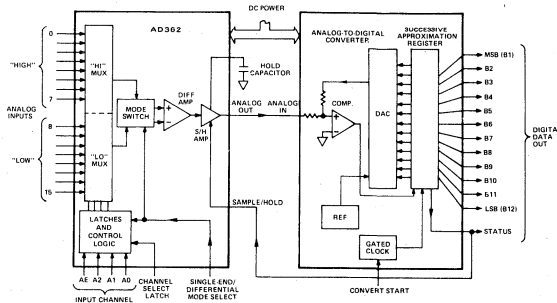 DC POWER
AD362
ANALOG-TO-DIGITAL
CONVERTER.
SUCCESSIVE
APPROXIMATION
REGISTER
0
"HIGH"
7
ANALOG
INPUTS
8
"LOW"
15
"HI"
MUX
"LO"
MUX
MODE
SWITCH
DIFF
AMP
+
−
HOLD
CAPACITOR
S/H
AMP
ANALOG
OUT
ANALOG
IN
COMP.
+
−
DAC
REF
GATED
CLOCK
MSB (B1)
B2
B3
B4
B5
B6
B7
B8
B9
B10
B11
LSB (B12)
DIGITAL
DATA
OUT
STATUS
SAMPLE/HOLD
LATCHES
AND
CONTROL
LOGIC
AE A2 A1 A0
INPUT CHANNEL
CHANNEL
SELECT
LATCH
SINGLE-END/
DIFFERENTIAL
MODE SELECT
CONVERT START